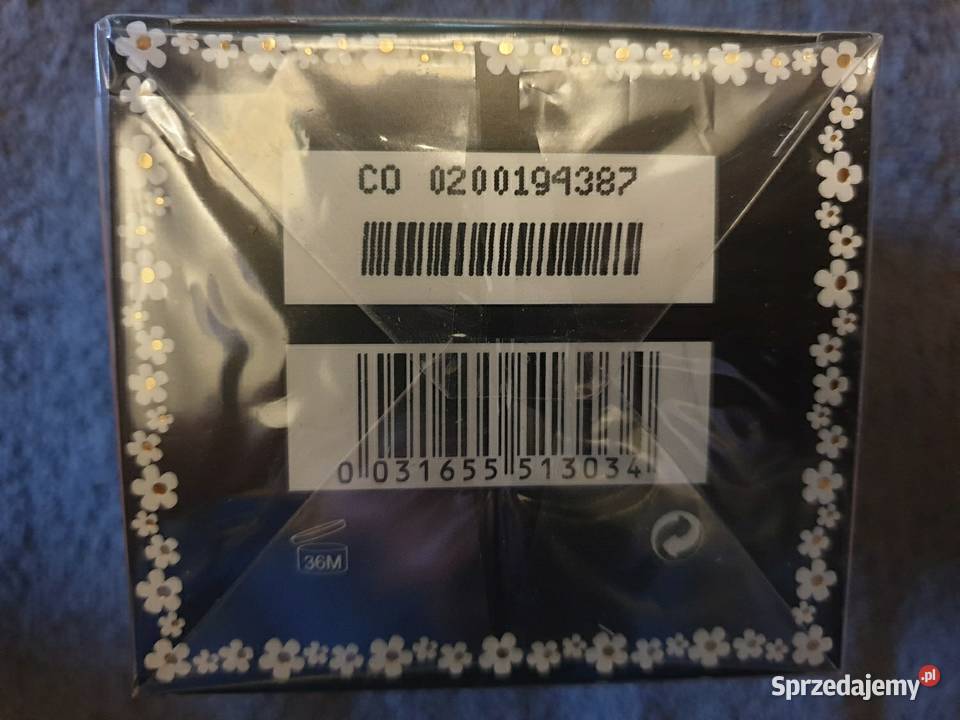 CO 0200194387
0 031655 513034
36M
Sprzedajemy.pl